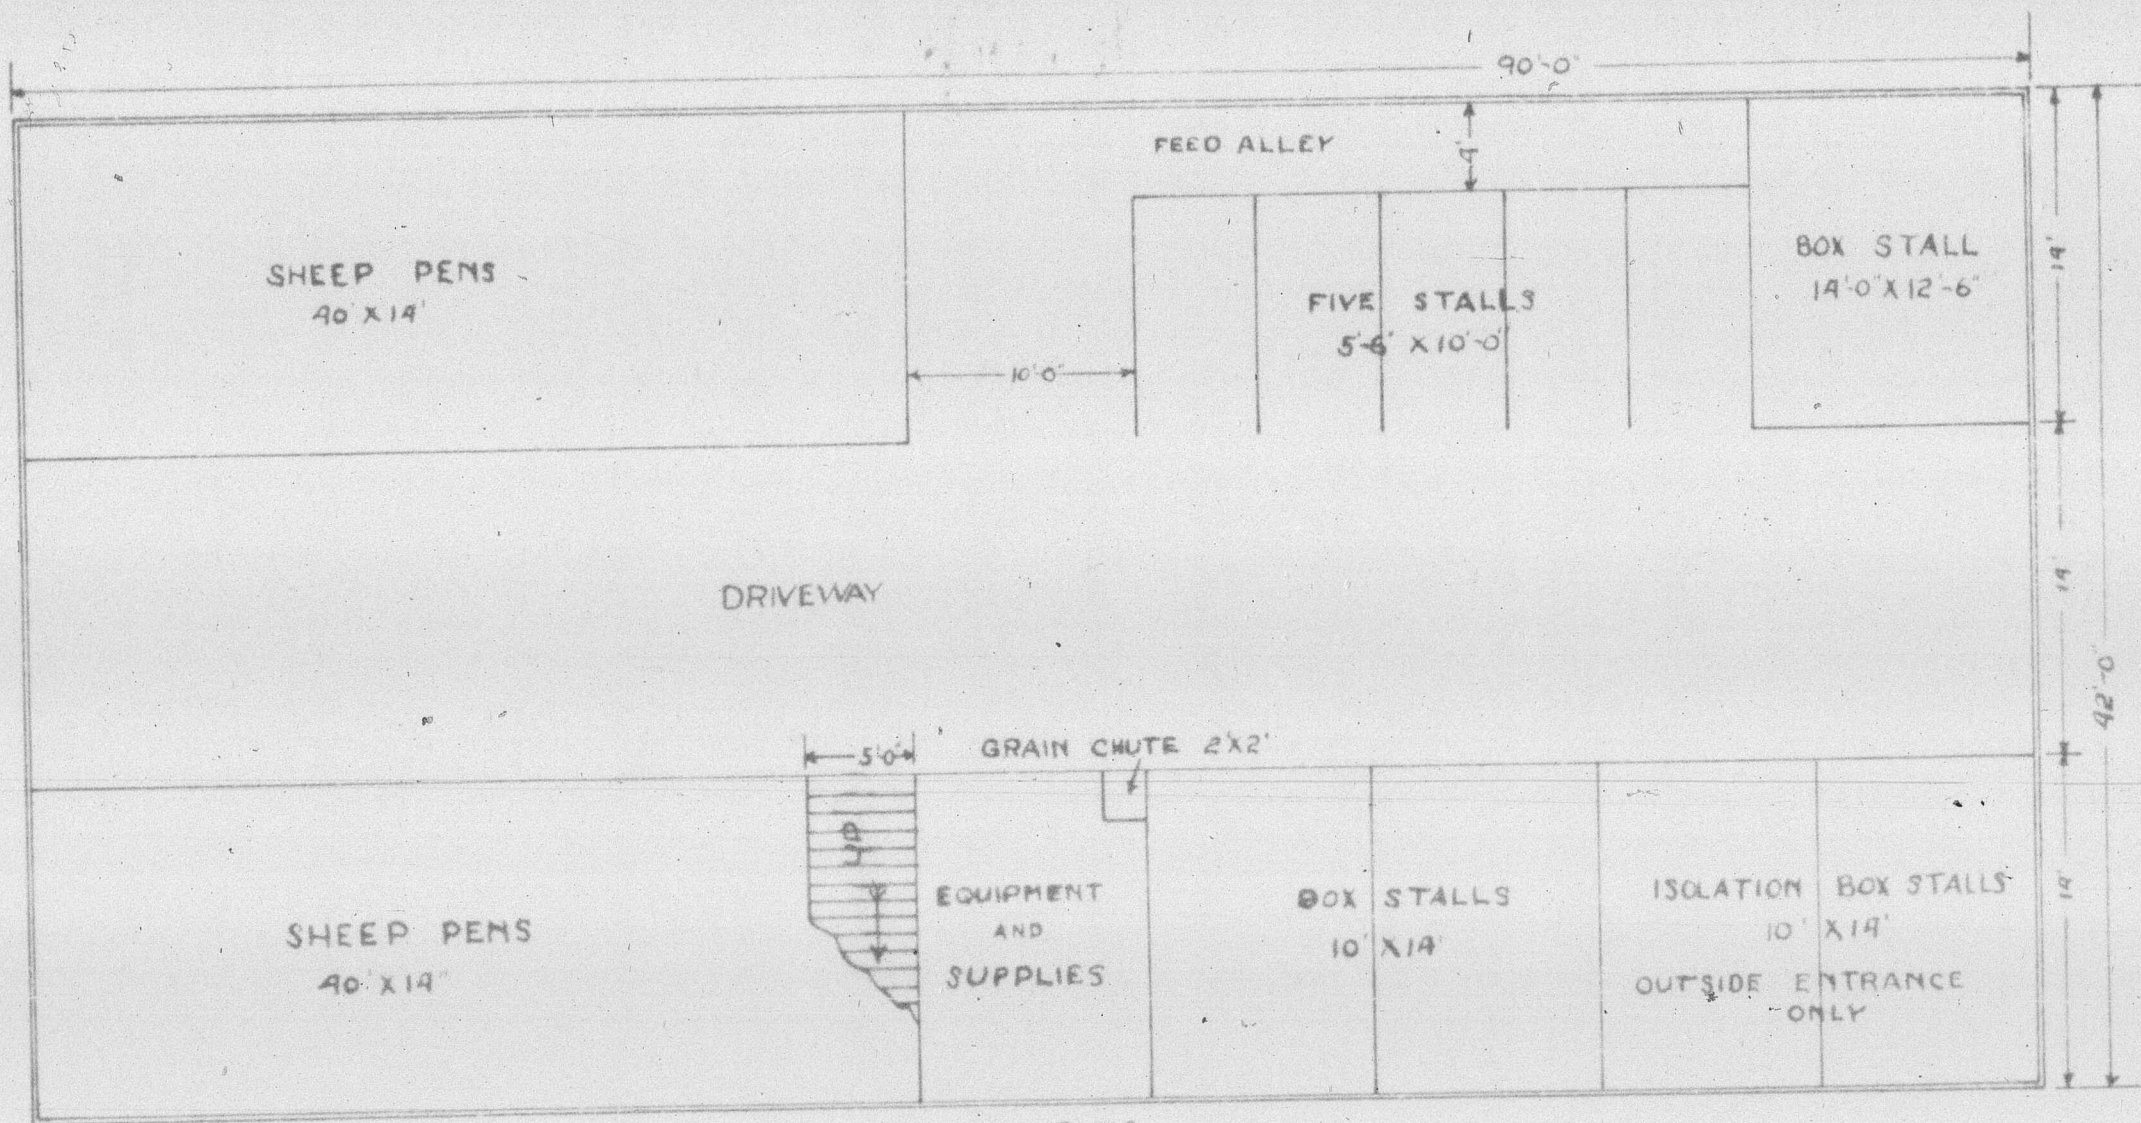 90'-0"
FEED ALLEY
4'
SHEEP PENS
40' X 14'
FIVE STALLS
5'-6" X 10'-0"
BOX STALL
14'-0" X 12'-6"
14'
10'-0"
DRIVEWAY
14'
42'-0"
5'-0"
GRAIN CHUTE 2'X2'
UP
EQUIPMENT
AND
SUPPLIES
BOX STALLS
10' X 14'
ISOLATION BOX STALLS
10' X 14'
OUTSIDE ENTRANCE
ONLY
14'
SHEEP PENS
40' X 14'